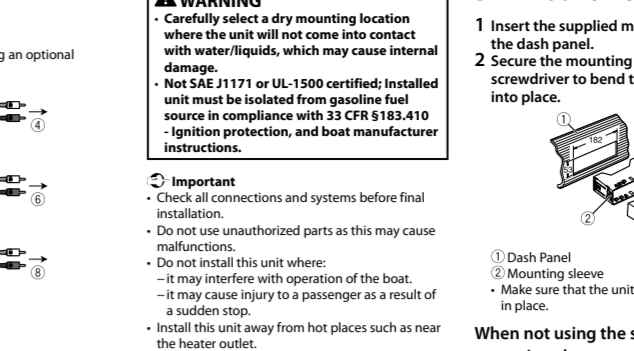 g an optional
④
⑥
⑧
WARNING
• Carefully select a dry mounting location
where the unit will not come into contact
with water/liquids, which may cause internal
damage.
• Not SAE J1171 or UL-1500 certified; Installed
unit must be isolated from gasoline fuel
source in compliance with 33 CFR §183.410
- Ignition protection, and boat manufacturer
instructions.
Important
• Check all connections and systems before final
installation.
• Do not use unauthorized parts as this may cause
malfunctions.
• Do not install this unit where:
– it may interfere with operation of the boat.
– it may cause injury to a passenger as a result of
a sudden stop.
• Install this unit away from hot places such as near
the heater outlet.
1 Insert the supplied m
the dash panel.
2 Secure the mounting
screwdriver to bend t
into place.
①
182
53
②
① Dash Panel
② Mounting sleeve
• Make sure that the unit
in place.
When not using the s